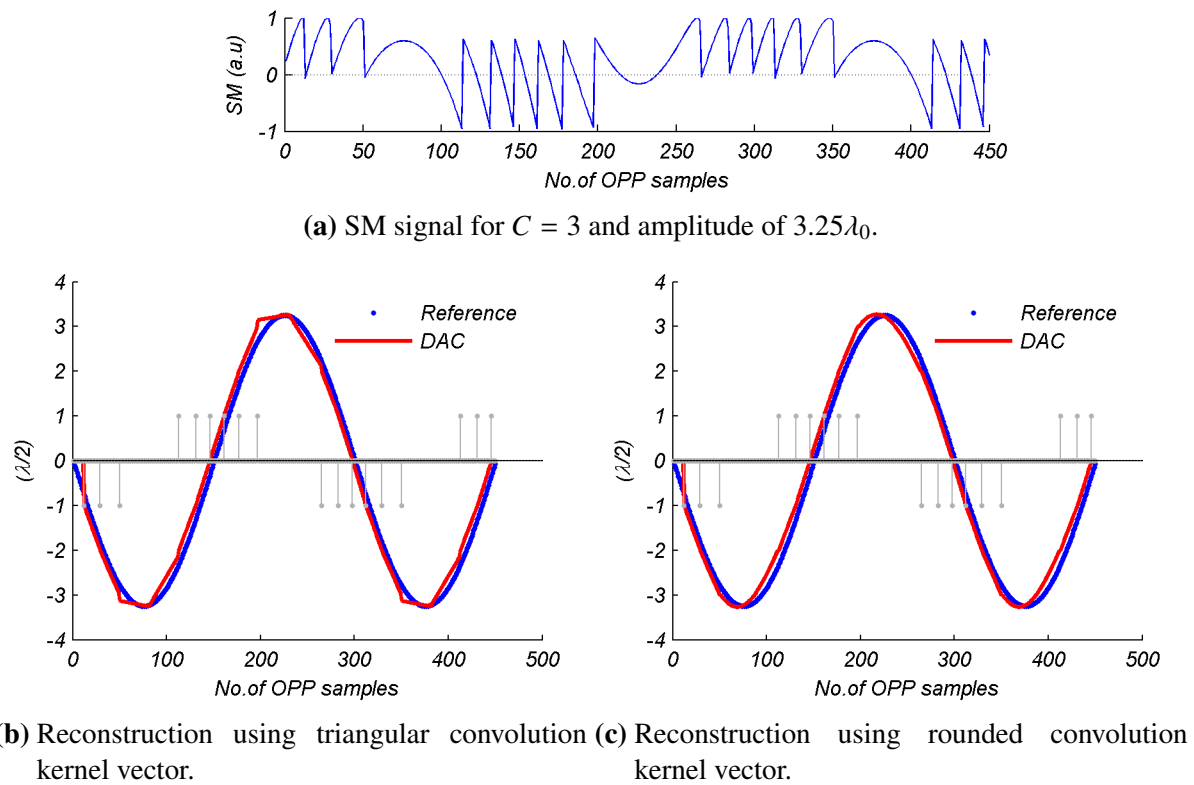 1
0
-1
SM (a.u)
0 50 100 150 200 250 300 350 400 450
No.of OPP samples
(a) SM signal for C = 3 and amplitude of 3.25λ₀.
4
3
2
1
0
-1
-2
-3
-4
(λ/2)
Reference
DAC
0 100 200 300 400 500
No.of OPP samples
4
3
2
1
0
-1
-2
-3
-4
(λ/2)
Reference
DAC
0 100 200 300 400 500
No.of OPP samples
b) Reconstruction using triangular convolution
kernel vector.
(c) Reconstruction using rounded convolution
kernel vector.